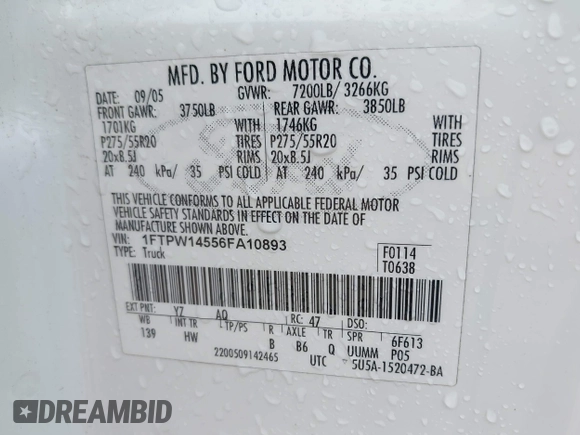 MFD. BY FORD MOTOR CO.
DATE: 09/05 GVWR: 7200LB/ 3266KG
FRONT GAWR: 3750LB REAR GAWR: 3850LB
1701KG WITH 1746KG WITH
P275/55R20 TIRES P275/55R20 TIRES
20x8.5J RIMS 20x8.5J RIMS
AT 240 kPa/ 35 PSI COLD AT 240 kPa/ 35 PSI COLD
THIS VEHICLE CONFORMS TO ALL APPLICABLE FEDERAL MOTOR
VEHICLE SAFETY STANDARDS IN EFFECT ON THE DATE OF
MANUFACTURE SHOWN ABOVE.
VIN: 1FTPW14556FA10893 F0114
TYPE: Truck T0638
EXT PNT: YZ AQ RC: 47 DSO:
WB INT TR TP/PS R AXLE TR SPR 6F613
139 HW B B6 Q UUMM P05
2200509142465 UTC 5U5A-1520472-BA
DREAMBID